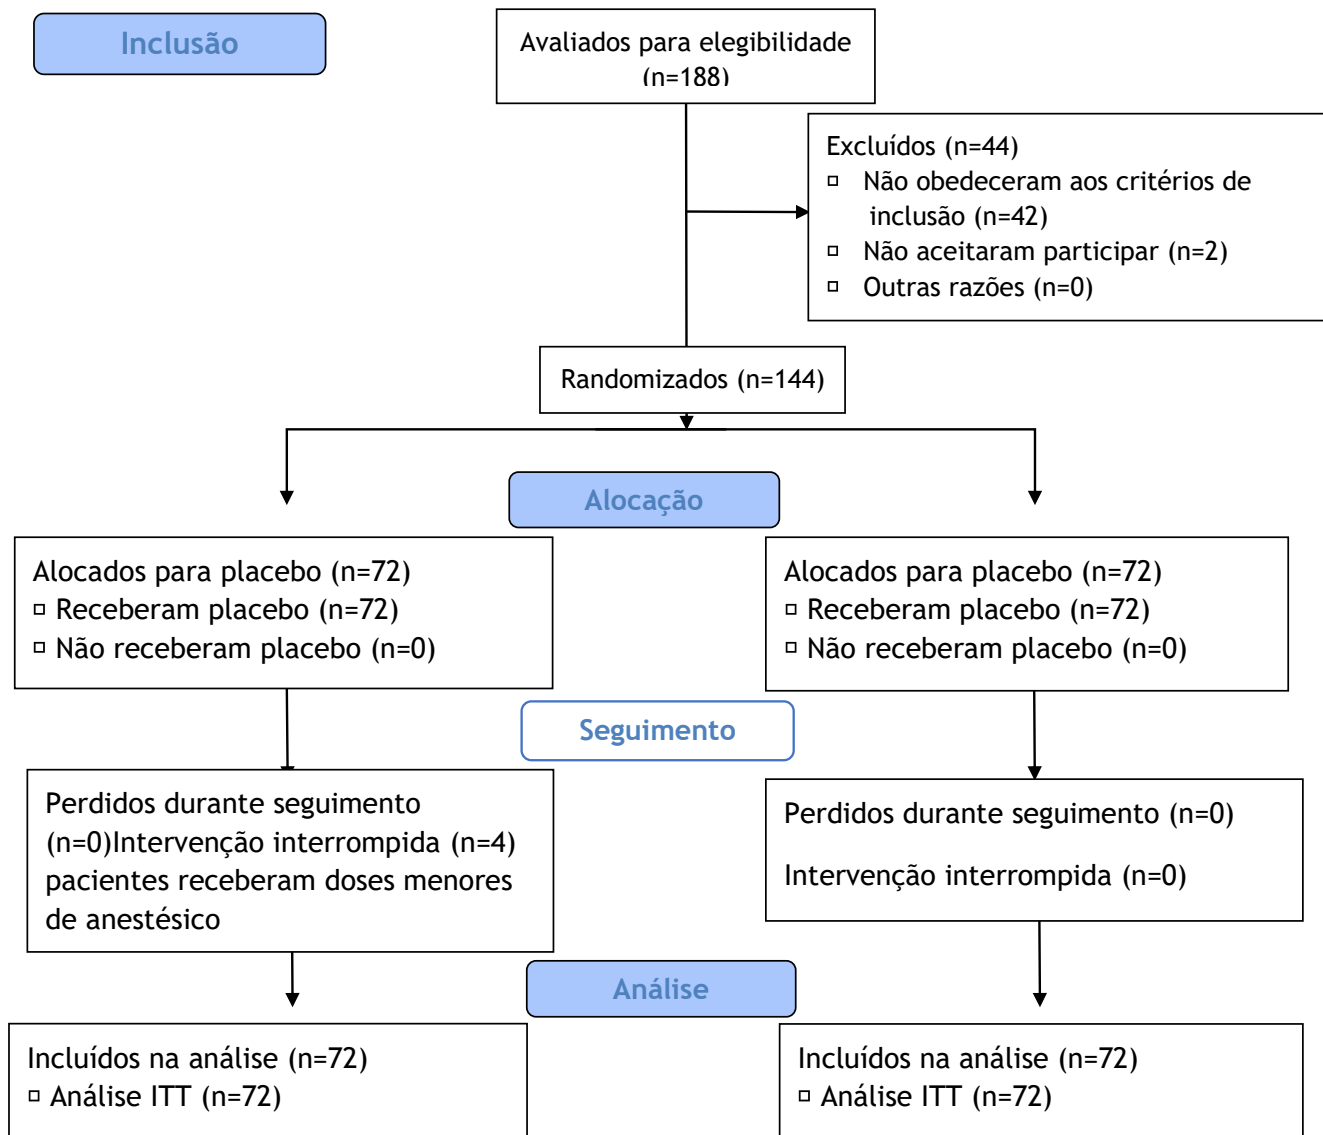 Inclusão
Avaliados para elegibilidade
(n=188)
Excluídos (n=44)
Não obedeceram aos critérios de
inclusão (n=42)
Não aceitaram participar (n=2)
Outras razões (n=0)
Randomizados (n=144)
Alocação
Alocados para placebo (n=72)
Receberam placebo (n=72)
Não receberam placebo (n=0)
Alocados para placebo (n=72)
Receberam placebo (n=72)
Não receberam placebo (n=0)
Seguimento
Perdidos durante seguimento
(n=0)Intervenção interrompida (n=4)
pacientes receberam doses menores
de anestésico
Perdidos durante seguimento (n=0)
Intervenção interrompida (n=0)
Análise
Incluídos na análise (n=72)
Análise ITT (n=72)
Incluídos na análise (n=72)
Análise ITT (n=72)